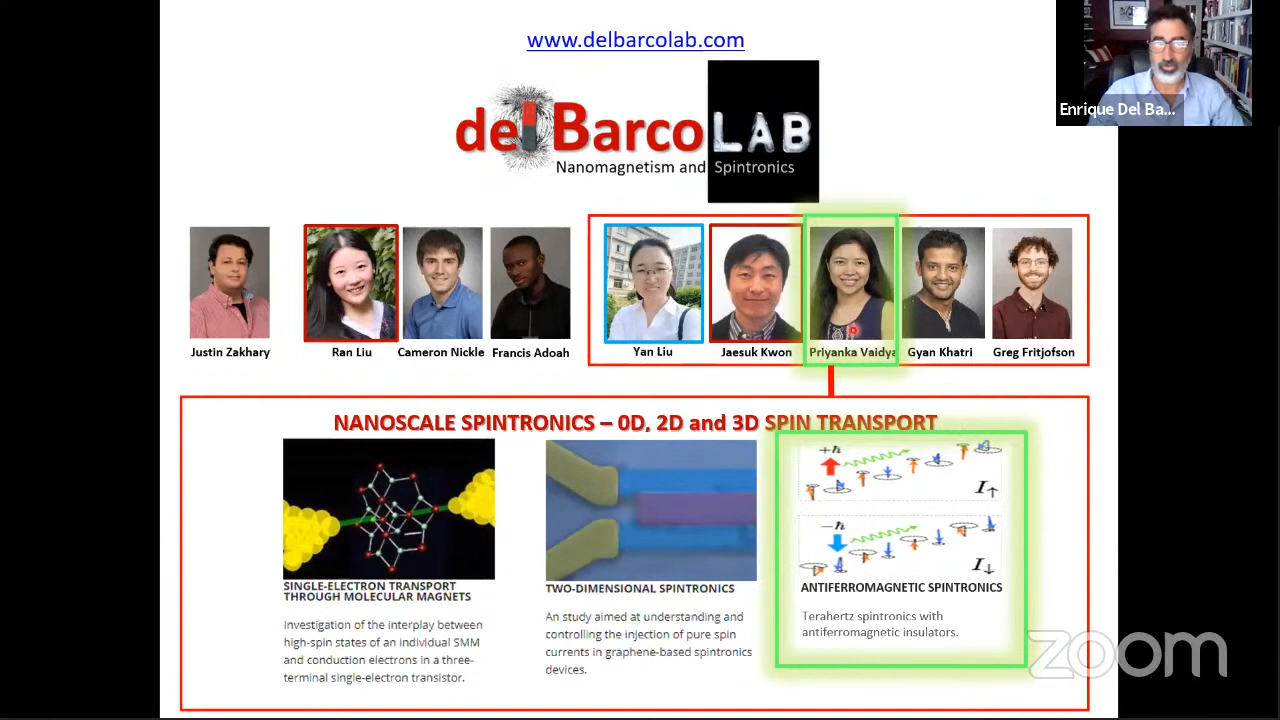 www.delbarcolab.com
Enrique Del Ba...
del Barco LAB
Nanomagnetism and Spintronics
Justin Zakhary
Ran Liu
Cameron Nickle
Francis Adoah
Yan Liu
Jaesuk Kwon
Priyanka Vaidya
Gyan Khatri
Greg Fritjofson
NANOSCALE SPINTRONICS – 0D, 2D and 3D SPIN TRANSPORT
+ℏ
I↑
−ℏ
I↓
SINGLE-ELECTRON TRANSPORT
THROUGH MOLECULAR MAGNETS
Investigation of the interplay between
high-spin states of an individual SMM
and conduction electrons in a three-
terminal single-electron transistor.
TWO-DIMENSIONAL SPINTRONICS
An study aimed at understanding and
controlling the injection of pure spin
currents in graphene-based spintronics
devices.
ANTIFERROMAGNETIC SPINTRONICS
Terahertz spintronics with
antiferromagnetic insulators.
zoom